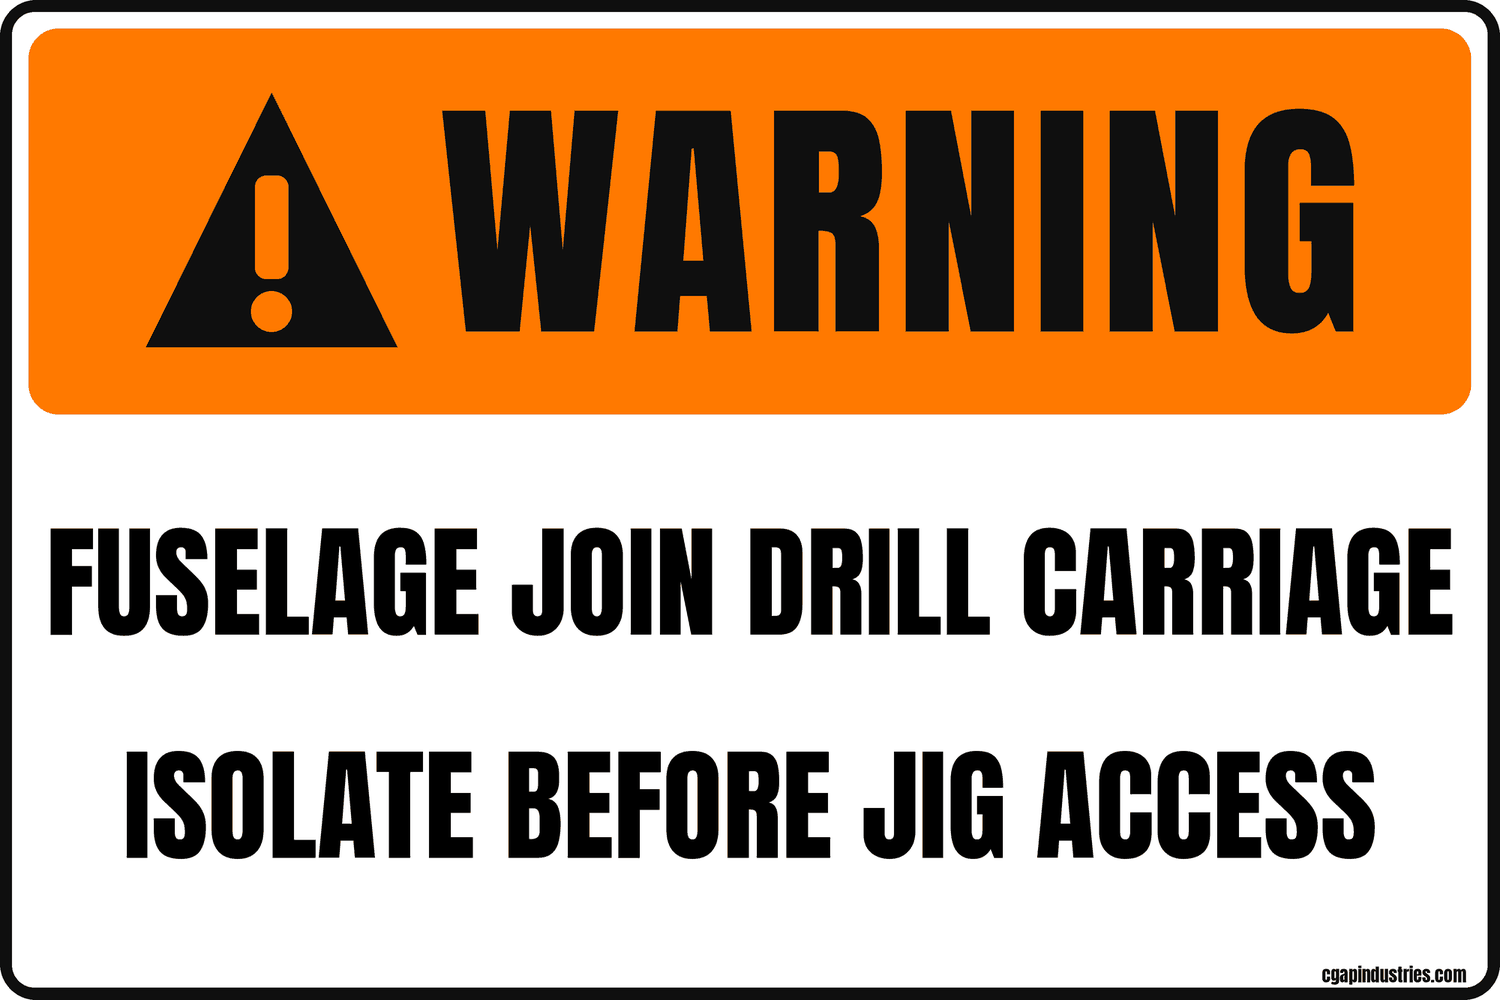 WARNING
FUSELAGE JOIN DRILL CARRIAGE
ISOLATE BEFORE JIG ACCESS
cgapindustries.com